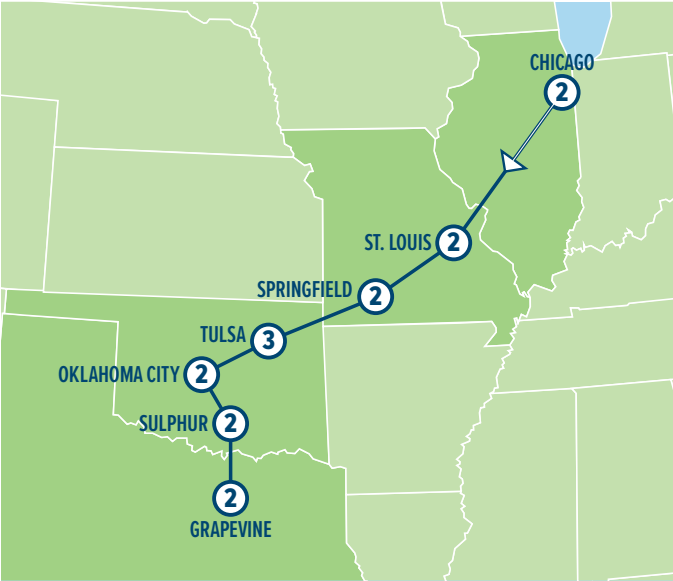 CHICAGO
2
ST. LOUIS 2
SPRINGFIELD 2
TULSA 3
OKLAHOMA CITY 2
SULPHUR 2
2
GRAPEVINE